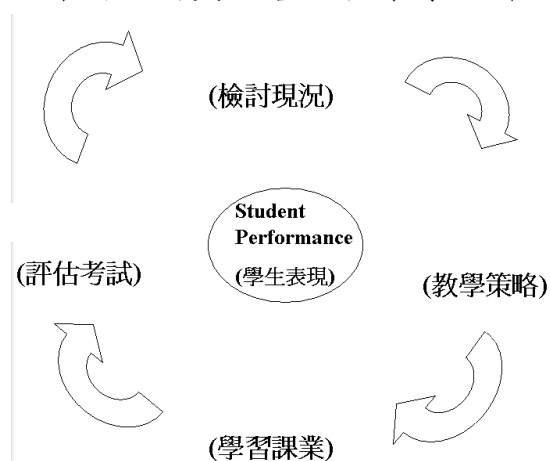 (檢討現況)
Student
Performance
(學生表現)
(評估考試)
(教學策略)
(學習課業)